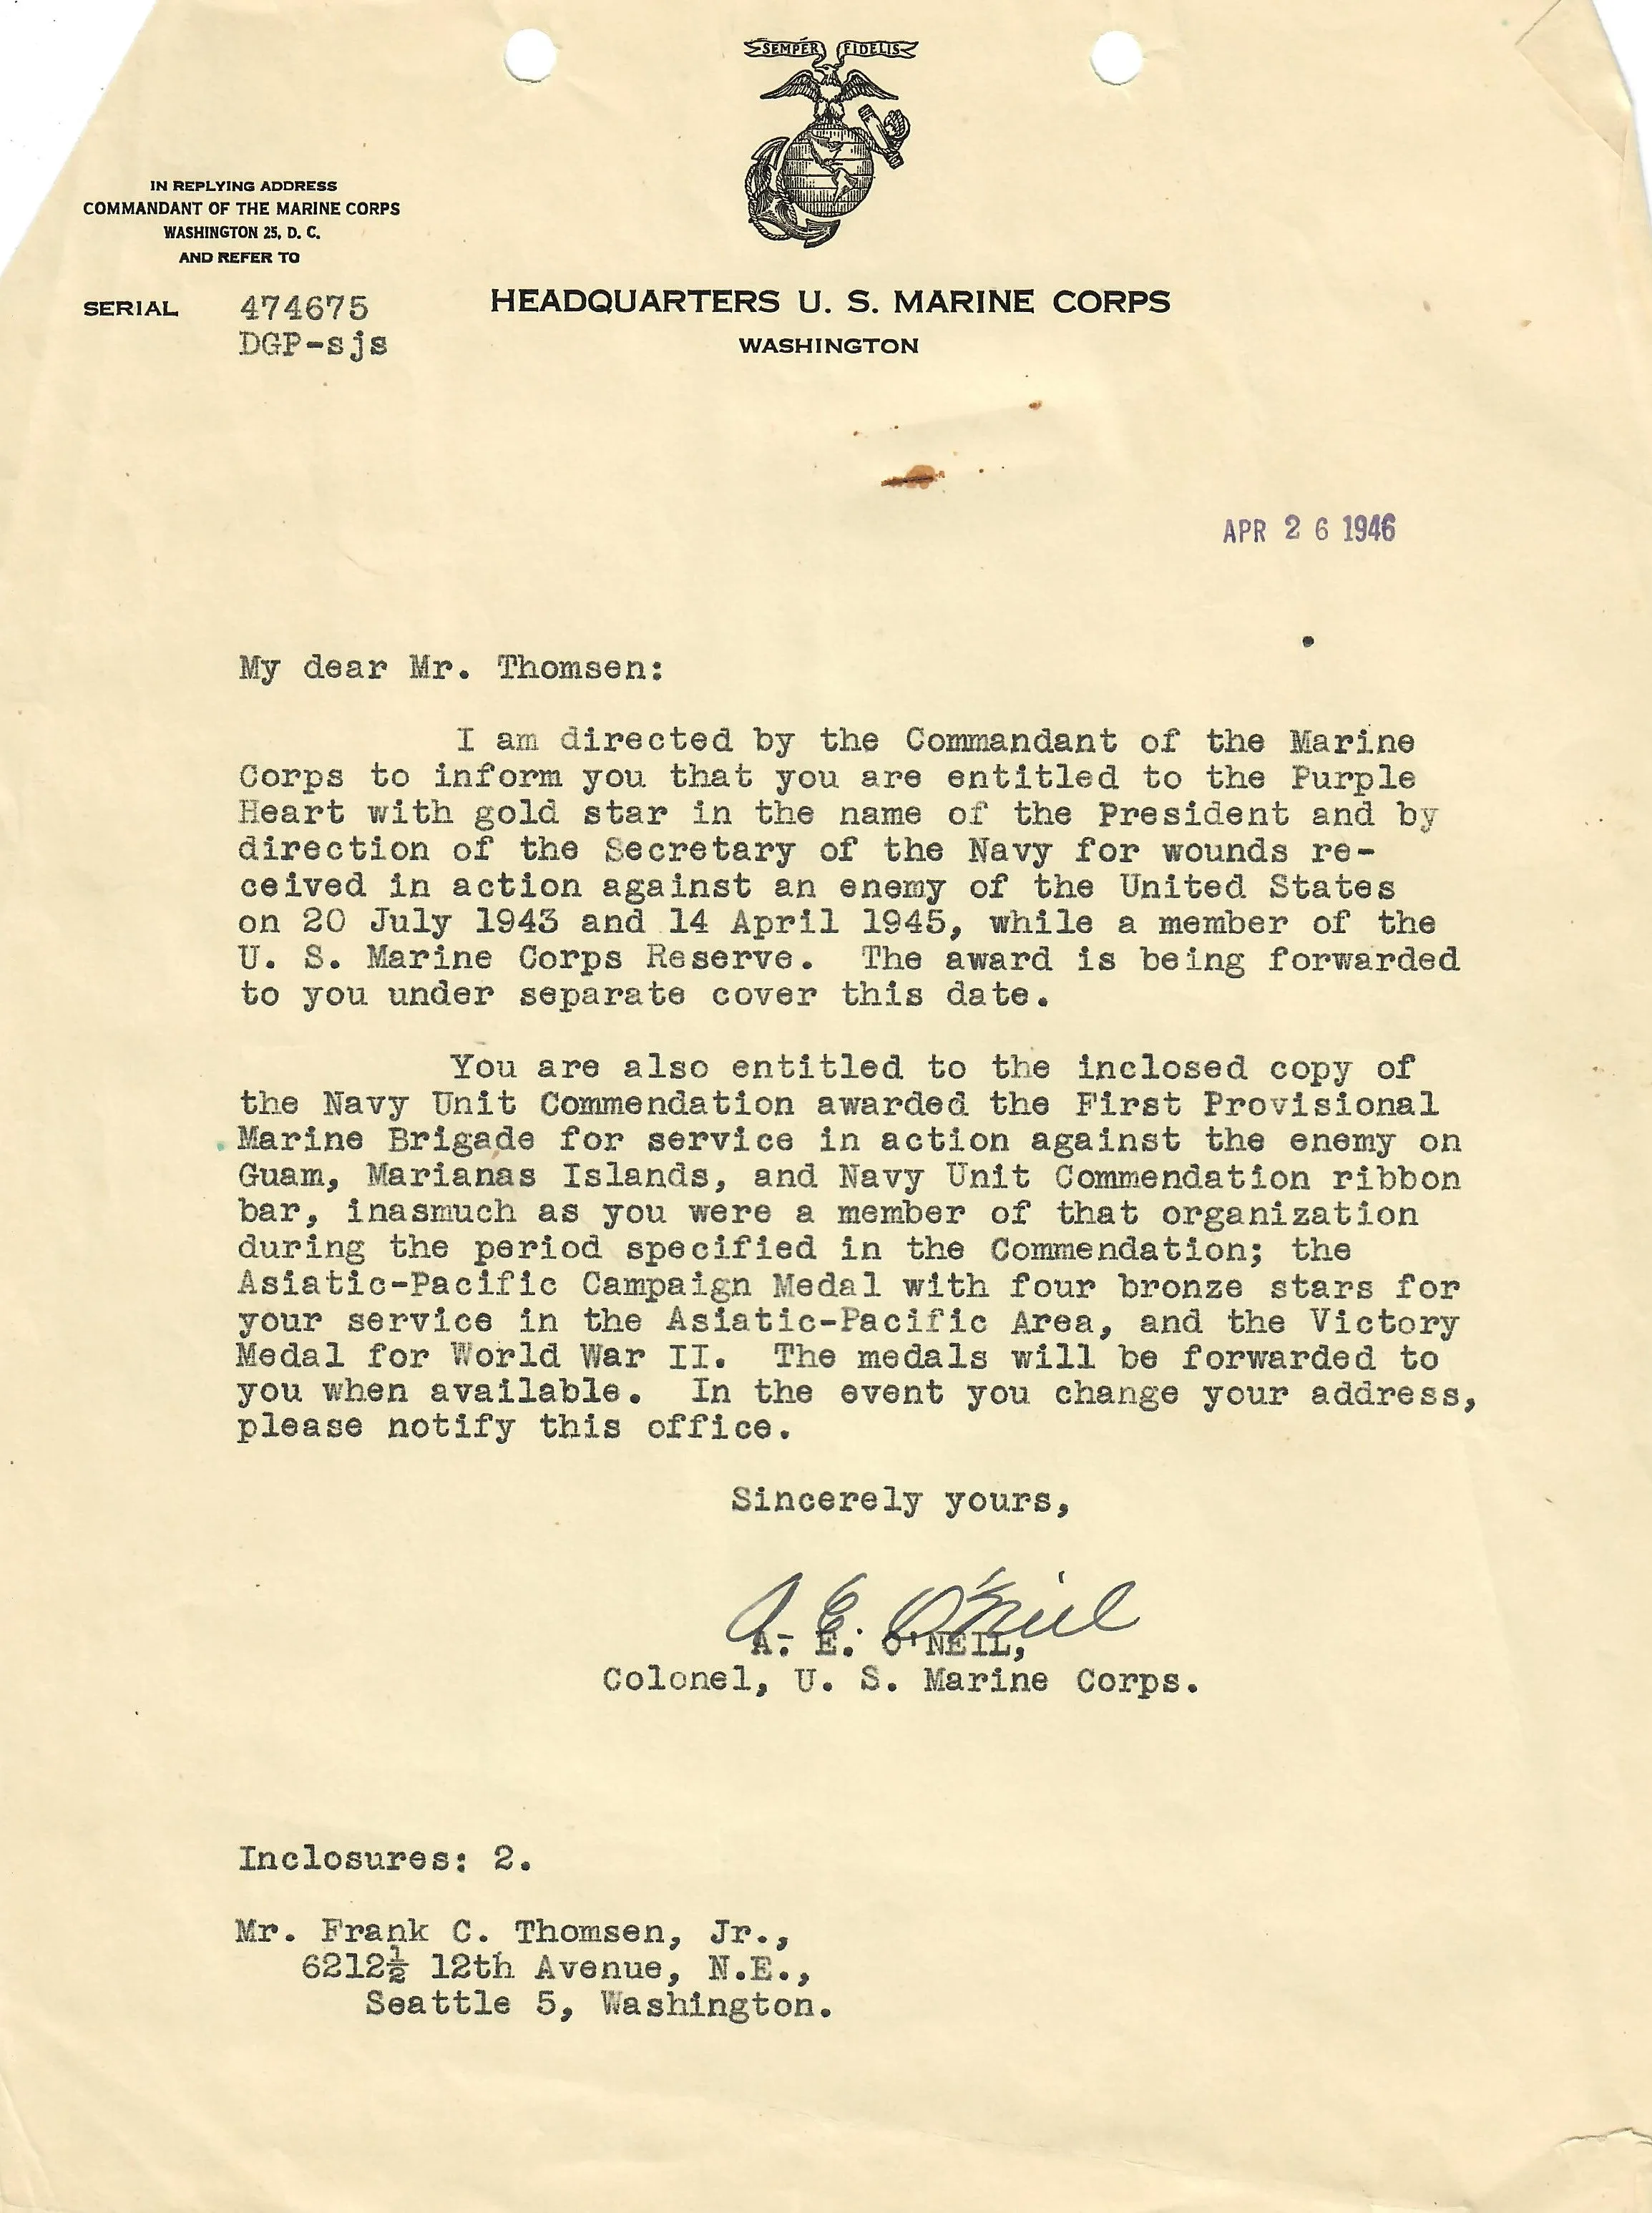 SEMPER FIDELIS
IN REPLYING ADDRESS
COMMANDANT OF THE MARINE CORPS
WASHINGTON 25, D. C.
AND REFER TO
SERIAL 474675
DGP-sjs
HEADQUARTERS U. S. MARINE CORPS
WASHINGTON
APR 26 1946
My dear Mr. Thomsen:
I am directed by the Commandant of the Marine
Corps to inform you that you are entitled to the Purple
Heart with gold star in the name of the President and by
direction of the Secretary of the Navy for wounds re-
ceived in action against an enemy of the United States
on 20 July 1943 and 14 April 1945, while a member of the
U. S. Marine Corps Reserve. The award is being forwarded
to you under separate cover this date.
You are also entitled to the inclosed copy of
the Navy Unit Commendation awarded the First Provisional
Marine Brigade for service in action against the enemy on
Guam, Marianas Islands, and Navy Unit Commendation ribbon
bar, inasmuch as you were a member of that organization
during the period specified in the Commendation; the
Asiatic-Pacific Campaign Medal with four bronze stars for
your service in the Asiatic-Pacific Area, and the Victory
Medal for World War II. The medals will be forwarded to
you when available. In the event you change your address,
please notify this office.
Sincerely yours,
A E. O'Neil
A. E. O'NEIL,
Colonel, U. S. Marine Corps.
Inclosures: 2.
Mr. Frank C. Thomsen, Jr.,
6212½ 12th Avenue, N.E.,
Seattle 5, Washington.